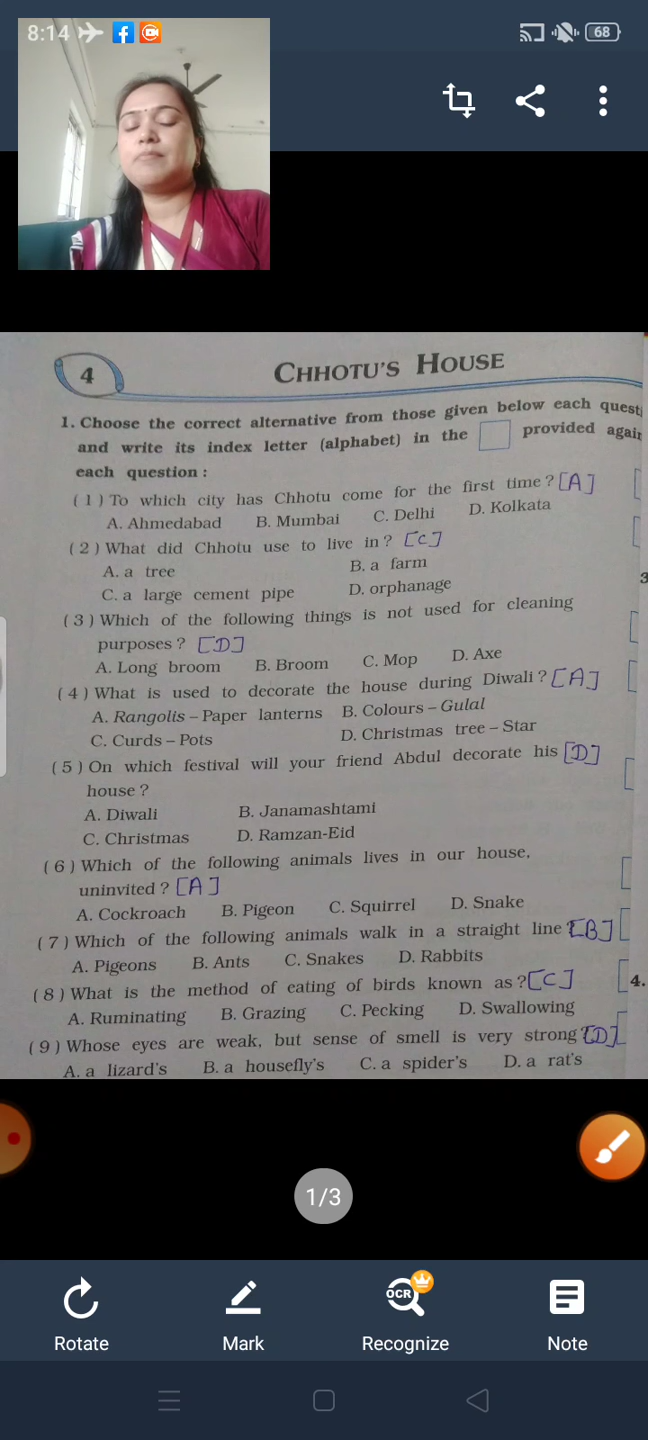 8:14
68
4
CHHOTU'S HOUSE
1. Choose the correct alternative from those given below each quest
and write its index letter (alphabet) in the provided again
each question :
( 1 ) To which city has Chhotu come for the first time ? [A]
A. Ahmedabad B. Mumbai C. Delhi D. Kolkata
( 2 ) What did Chhotu use to live in ? [C]
A. a tree B. a farm
C. a large cement pipe D. orphanage
3
( 3 ) Which of the following things is not used for cleaning
purposes ? [D]
A. Long broom B. Broom C. Mop D. Axe
( 4 ) What is used to decorate the house during Diwali ? [A]
A. Rangolis – Paper lanterns B. Colours – Gulal
C. Curds – Pots D. Christmas tree – Star
( 5 ) On which festival will your friend Abdul decorate his [D]
house ?
A. Diwali B. Janamashtami
C. Christmas D. Ramzan-Eid
( 6 ) Which of the following animals lives in our house,
uninvited ? [A]
A. Cockroach B. Pigeon C. Squirrel D. Snake
( 7 ) Which of the following animals walk in a straight line ? [B]
A. Pigeons B. Ants C. Snakes D. Rabbits
( 8 ) What is the method of eating of birds known as ? [C] 4.
A. Ruminating B. Grazing C. Pecking D. Swallowing
( 9 ) Whose eyes are weak, but sense of smell is very strong ? [D]
A. a lizard's B. a housefly's C. a spider's D. a rat's
1/3
OCR
Rotate Mark Recognize Note